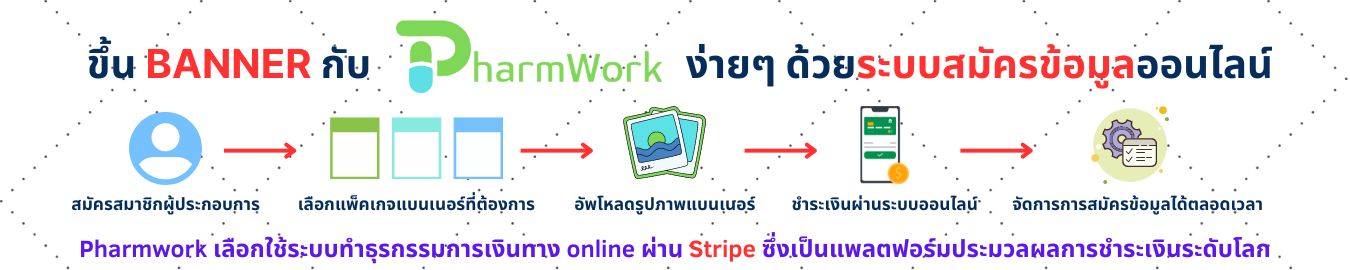 ขึ้น BANNER กับ PharmWork ง่ายๆ ด้วยระบบสมัครข้อมูลออนไลน์
สมัครสมาชิกผู้ประกอบการ เลือกแพ็คเกจแบนเนอร์ที่ต้องการ อัพโหลดรูปภาพแบนเนอร์ ชำระเงินผ่านระบบออนไลน์ จัดการการสมัครข้อมูลได้ตลอดเวลา
Pharmwork เลือกใช้ระบบทำธุรกรรมการเงินทาง online ผ่าน Stripe ซึ่งเป็นแพลตฟอร์มประมวลผลการชำระเงินระดับโลก